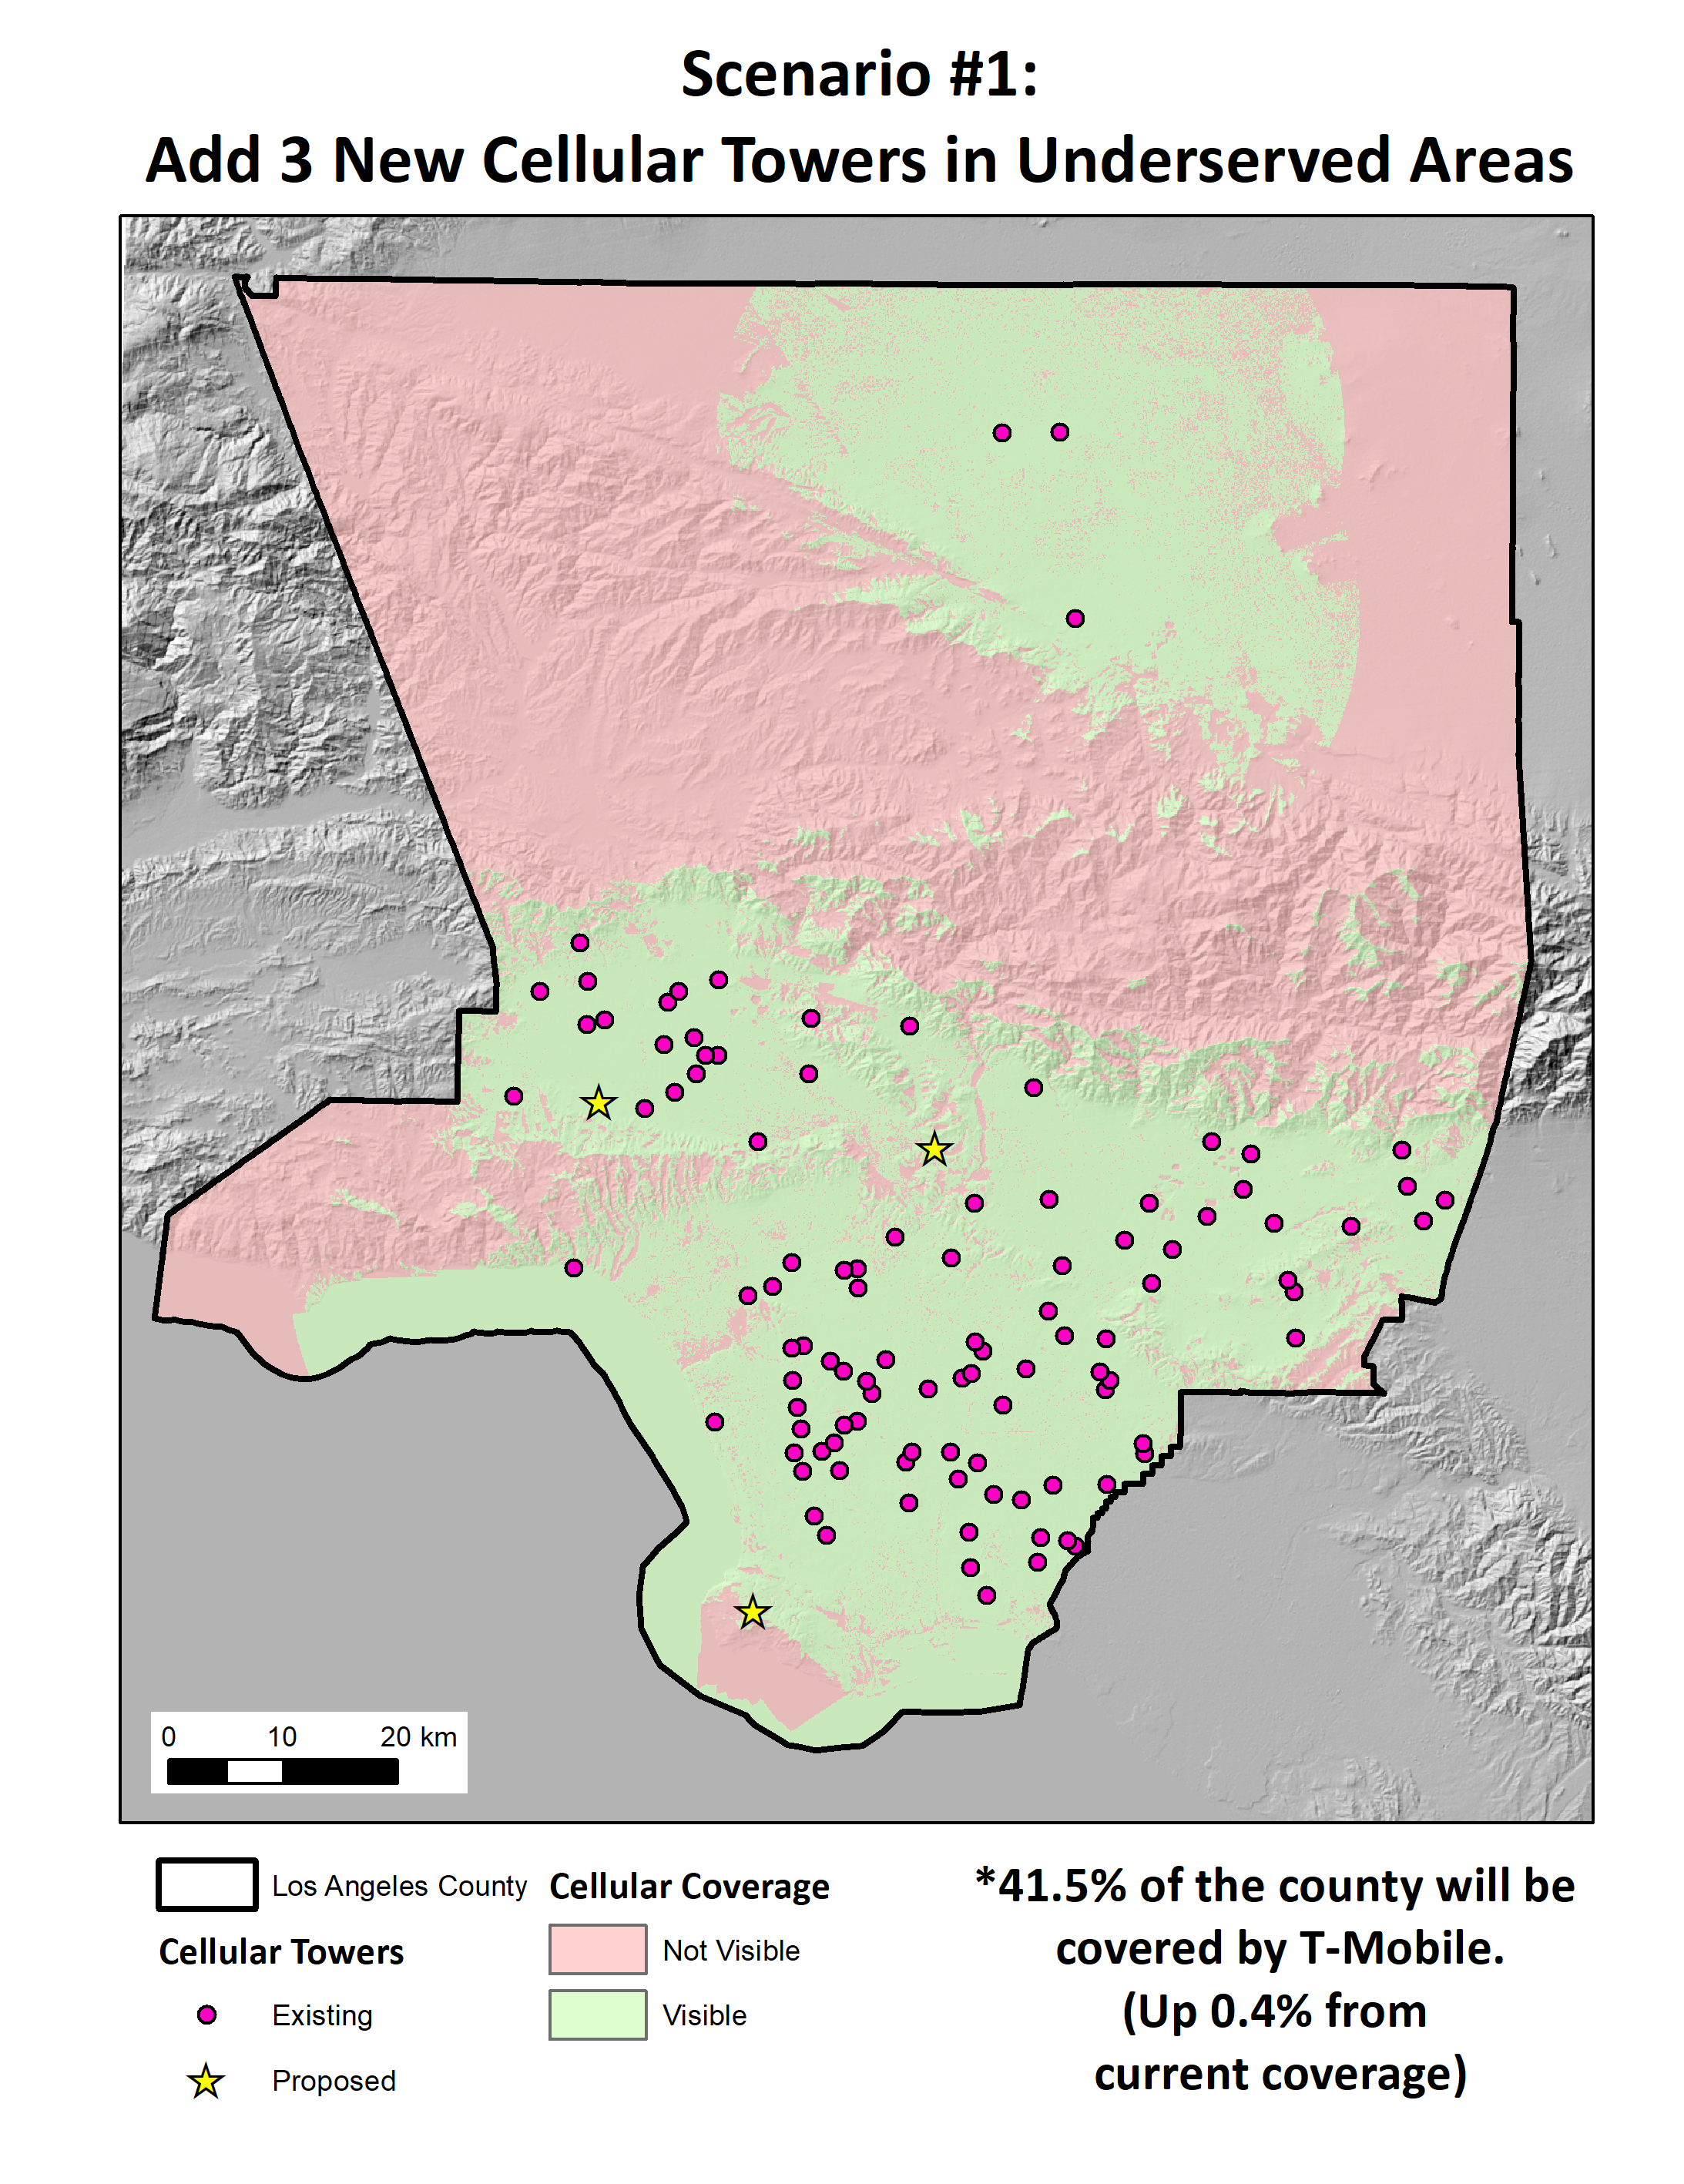 Scenario #1:
Add 3 New Cellular Towers in Underserved Areas
0 10 20 km
Los Angeles County
Cellular Towers
Existing
Proposed
Cellular Coverage
Not Visible
Visible
*41.5% of the county will be
covered by T-Mobile.
(Up 0.4% from
current coverage)